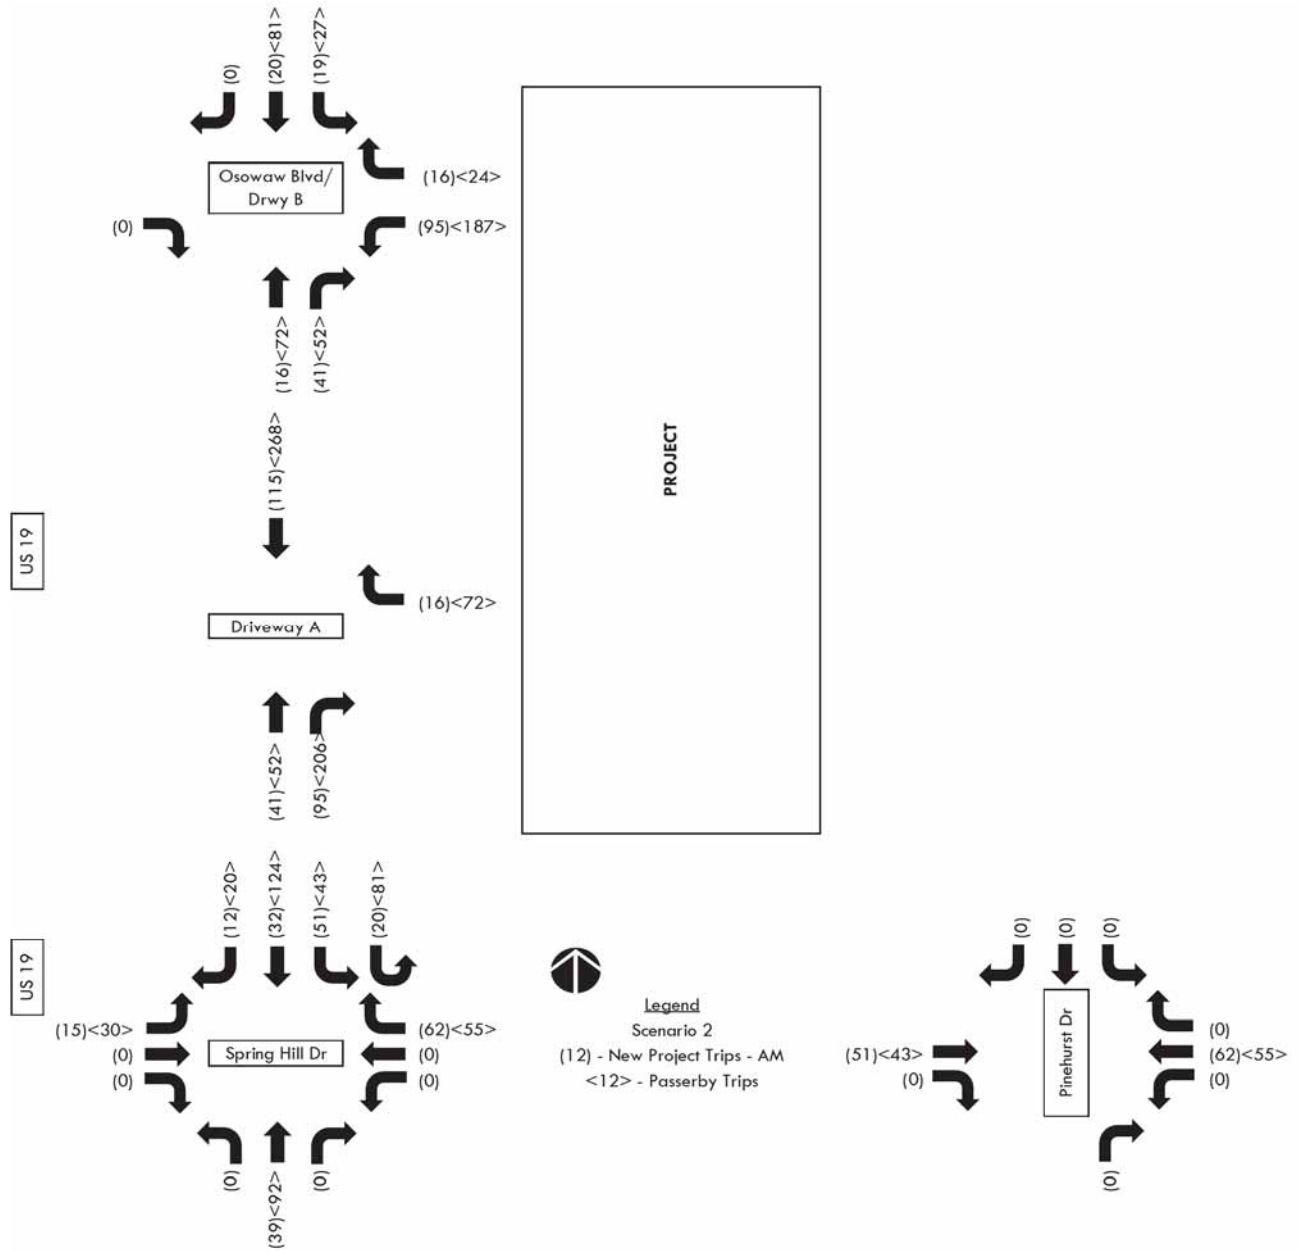 (0)
(20)<81>
(19)<27>
Osowaw Blvd/
Drwy B
(16)<24>
(0)
(95)<187>
(16)<72>
(41)<52>
(115)<268>
PROJECT
US 19
(16)<72>
Driveway A
(41)<52>
(95)<206>
(12)<20>
(32)<124>
(51)<43>
(20)<81>
US 19
(15)<30>
(0)
(0)
Spring Hill Dr
(62)<55>
(0)
(0)
(0)
(39)<92>
(0)
Legend
Scenario 2
(12) - New Project Trips - AM
<12> - Passerby Trips
(0)
(0)
(0)
(51)<43>
(0)
Pinehurst Dr
(0)
(62)<55>
(0)
(0)